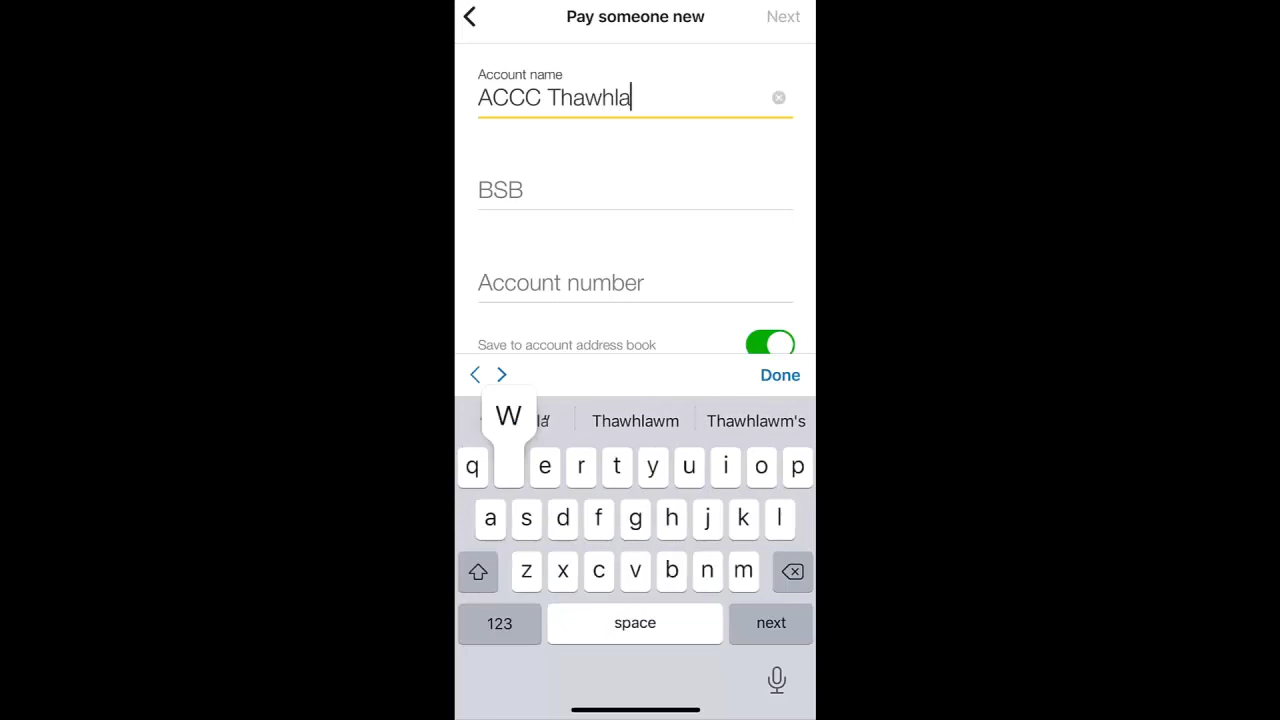 Pay someone new Next
Account name
ACCC Thawhla
BSB
Account number
Save to account address book
Done
W Thawhlawm Thawhlawm's
q e r t y u i o p
a s d f g h j k l
z x c v b n m
123 space next